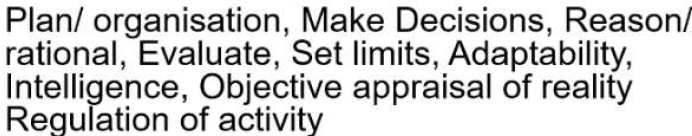 Plan/ organisation, Make Decisions, Reason/
rational, Evaluate, Set limits, Adaptability,
Intelligence, Objective appraisal of reality
Regulation of activity